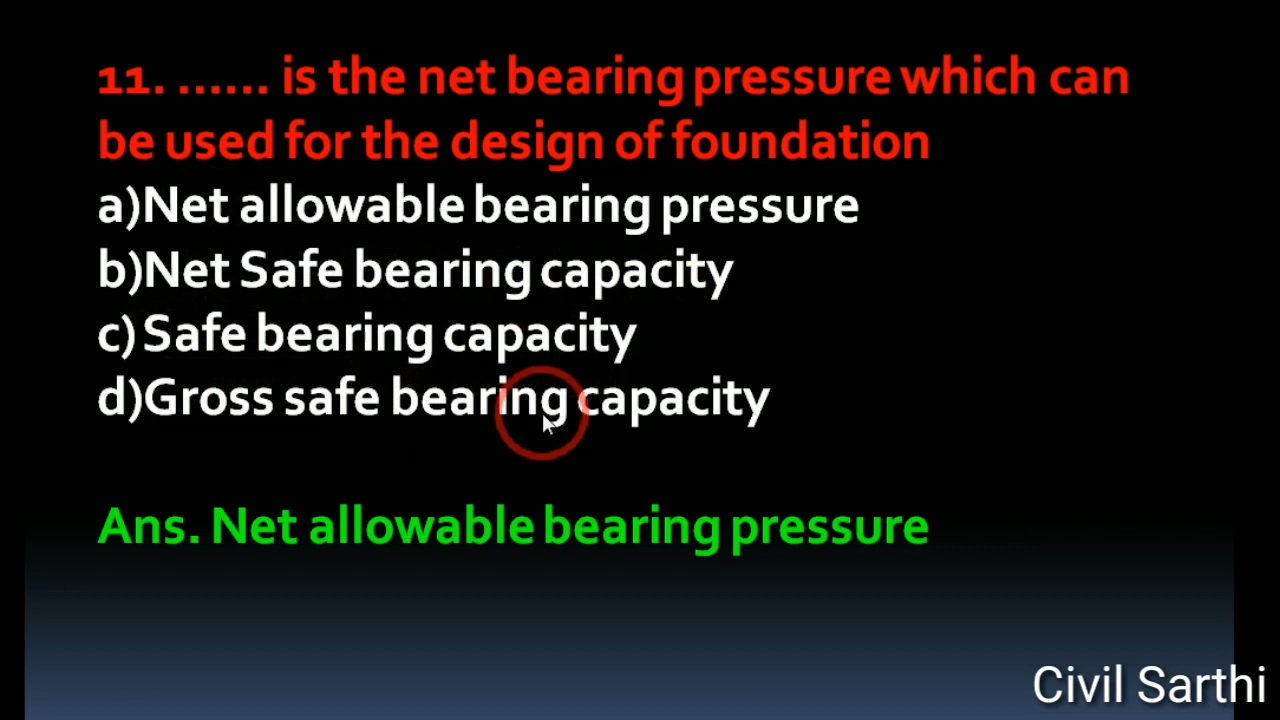 11. ...... is the net bearing pressure which can
be used for the design of foundation
a)Net allowable bearing pressure
b)Net Safe bearing capacity
c) Safe bearing capacity
d)Gross safe bearing capacity
Ans. Net allowable bearing pressure
Civil Sarthi